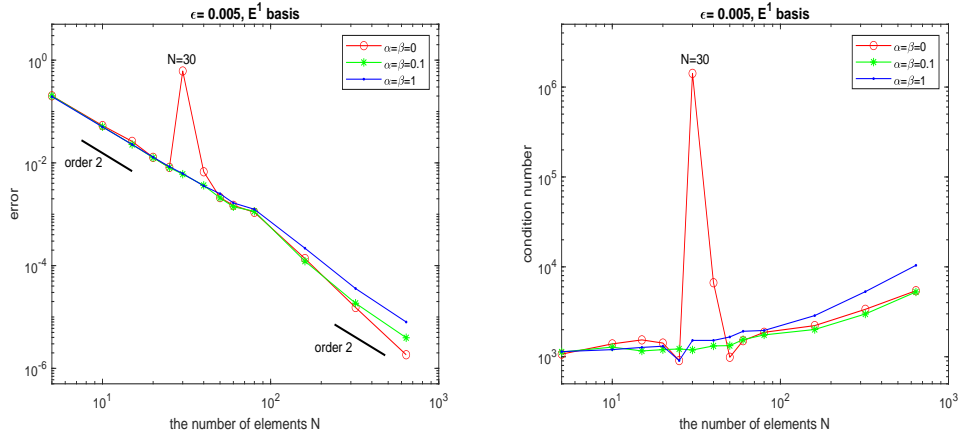 ϵ= 0.005, E¹ basis
N=30
α=β=0
α=β=0.1
α=β=1
order 2
order 2
error
10⁰
10⁻²
10⁻⁴
10⁻⁶
10¹
10²
10³
the number of elements N
ϵ= 0.005, E¹ basis
N=30
α=β=0
α=β=0.1
α=β=1
condition number
10⁶
10⁵
10⁴
10³
10¹
10²
10³
the number of elements N